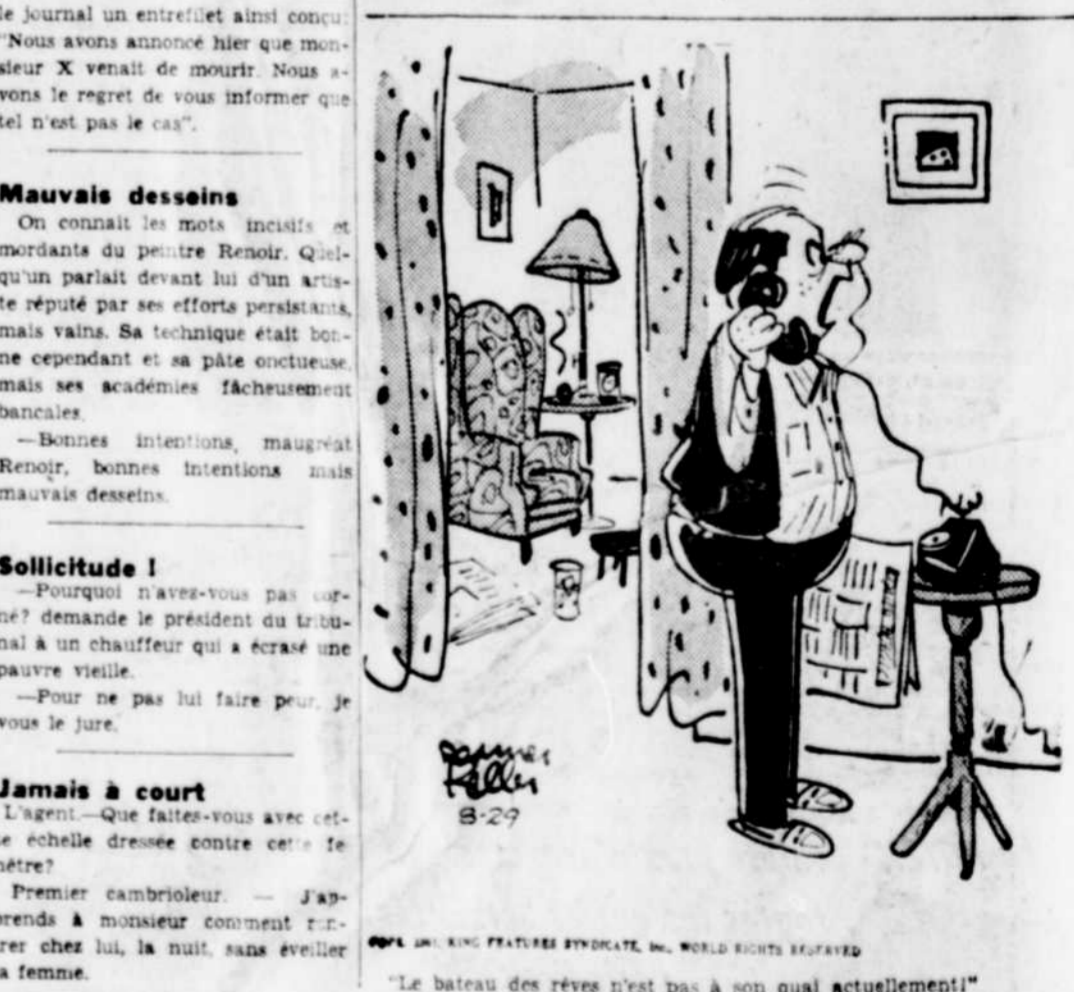 le journal un entrefilet ainsi conçu:
"Nous avons annoncé hier que mon-
sieur X venait de mourir. Nous a-
vons le regret de vous informer que
tel n'est pas le cas".
Mauvais desseins
On connait les mots incisifs et
mordants du peintre Renoir. Quel-
qu'un parlait devant lui d'un artis-
te réputé par ses efforts persistants,
mais vains. Sa technique était bon-
ne cependant et sa pâte onctueuse,
mais ses académies fâcheusement
bancales.
—Bonnes intentions, maugréat
Renoir, bonnes intentions mais
mauvais desseins.
Sollicitude !
—Pourquoi n'avez-vous pas cor-
né? demande le président du tribu-
nal à un chauffeur qui a écrasé une
pauvre vieille.
—Pour ne pas lui faire peur, je
vous le jure.
Jamais à court
L'agent.—Que faites-vous avec cet-
te échelle dressée contre cette fe
nêtre?
Premier cambrioleur. — J'ap-
prends à monsieur comment ren-
trer chez lui, la nuit, sans éveiller
sa femme.
8-29
KING FEATURES SYNDICATE, Inc., WORLD RIGHTS RESERVED
"Le bateau des rêves n'est pas à son quai actuellement!"